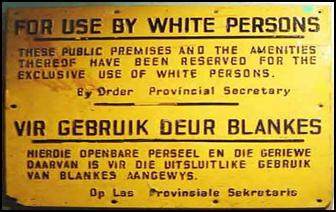 FOR USE BY WHITE PERSONS
THESE PUBLIC PREMISES AND THE AMENITIES
THEREOF HAVE BEEN RESERVED FOR THE
EXCLUSIVE USE OF WHITE PERSONS.
By Order Provincial Secretary
VIR GEBRUIK DEUR BLANKES
HIERDIE OPENBARE PERSEEL EN DIE GERIEWE
DAARVAN IS VIR DIE UITSLUITLIKE GEBRUIK
VAN BLANKES AANGEWYS.
Op Las Provinsiale Sekretaris